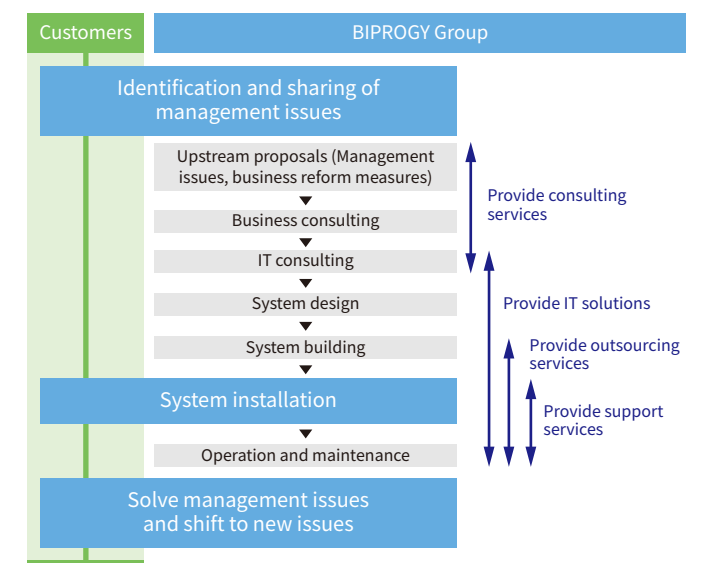 Customers
BIPROGY Group
Identification and sharing of
management issues
Upstream proposals (Management
issues, business reform measures)
Provide consulting
services
Business consulting
IT consulting
System design
Provide IT solutions
System building
Provide outsourcing
services
System installation
Provide support
services
Operation and maintenance
Solve management issues
and shift to new issues